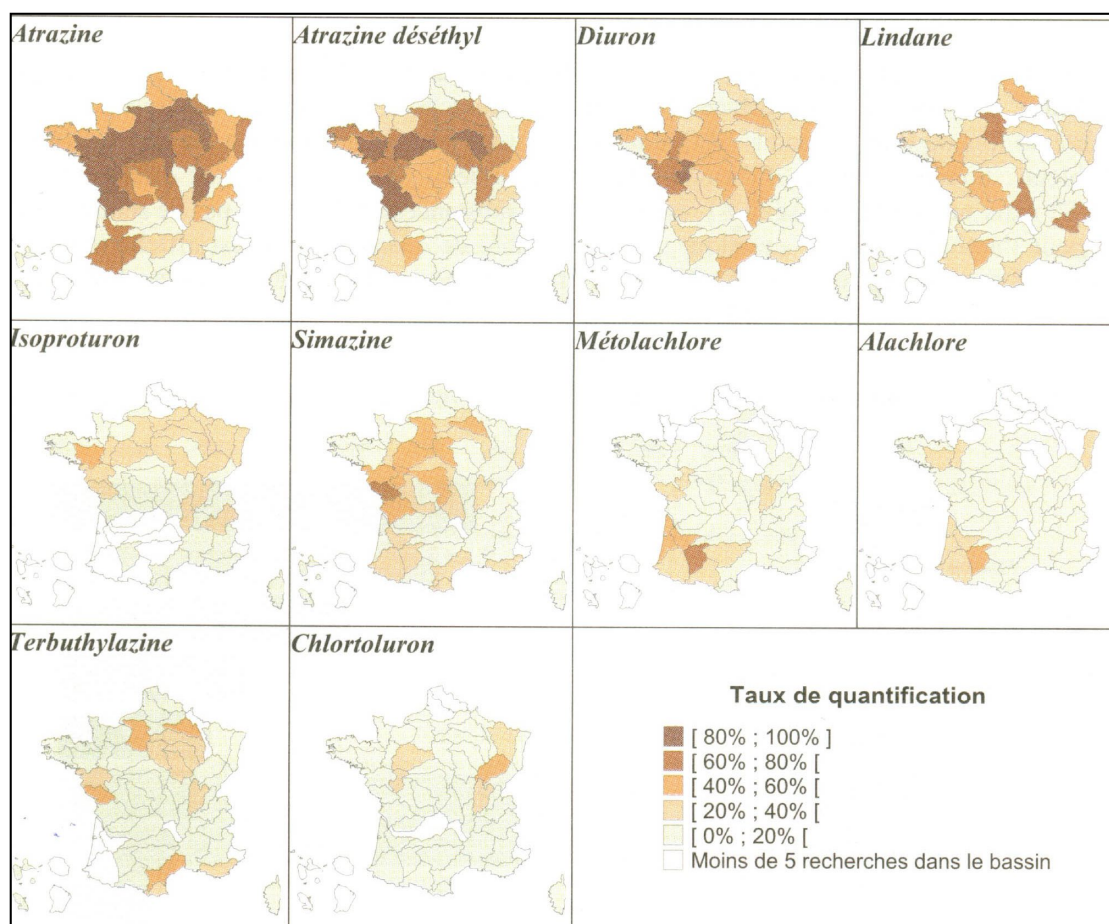 Atrazine
Atrazine déséthyl
Diuron
Lindane
Isoproturon
Simazine
Métolachlore
Alachlore
Terbuthylazine
Chlortoluron
Taux de quantification
[ 80% ; 100% ]
[ 60% ; 80% [
[ 40% ; 60% [
[ 20% ; 40% [
[ 0% ; 20% [
Moins de 5 recherches dans le bassin